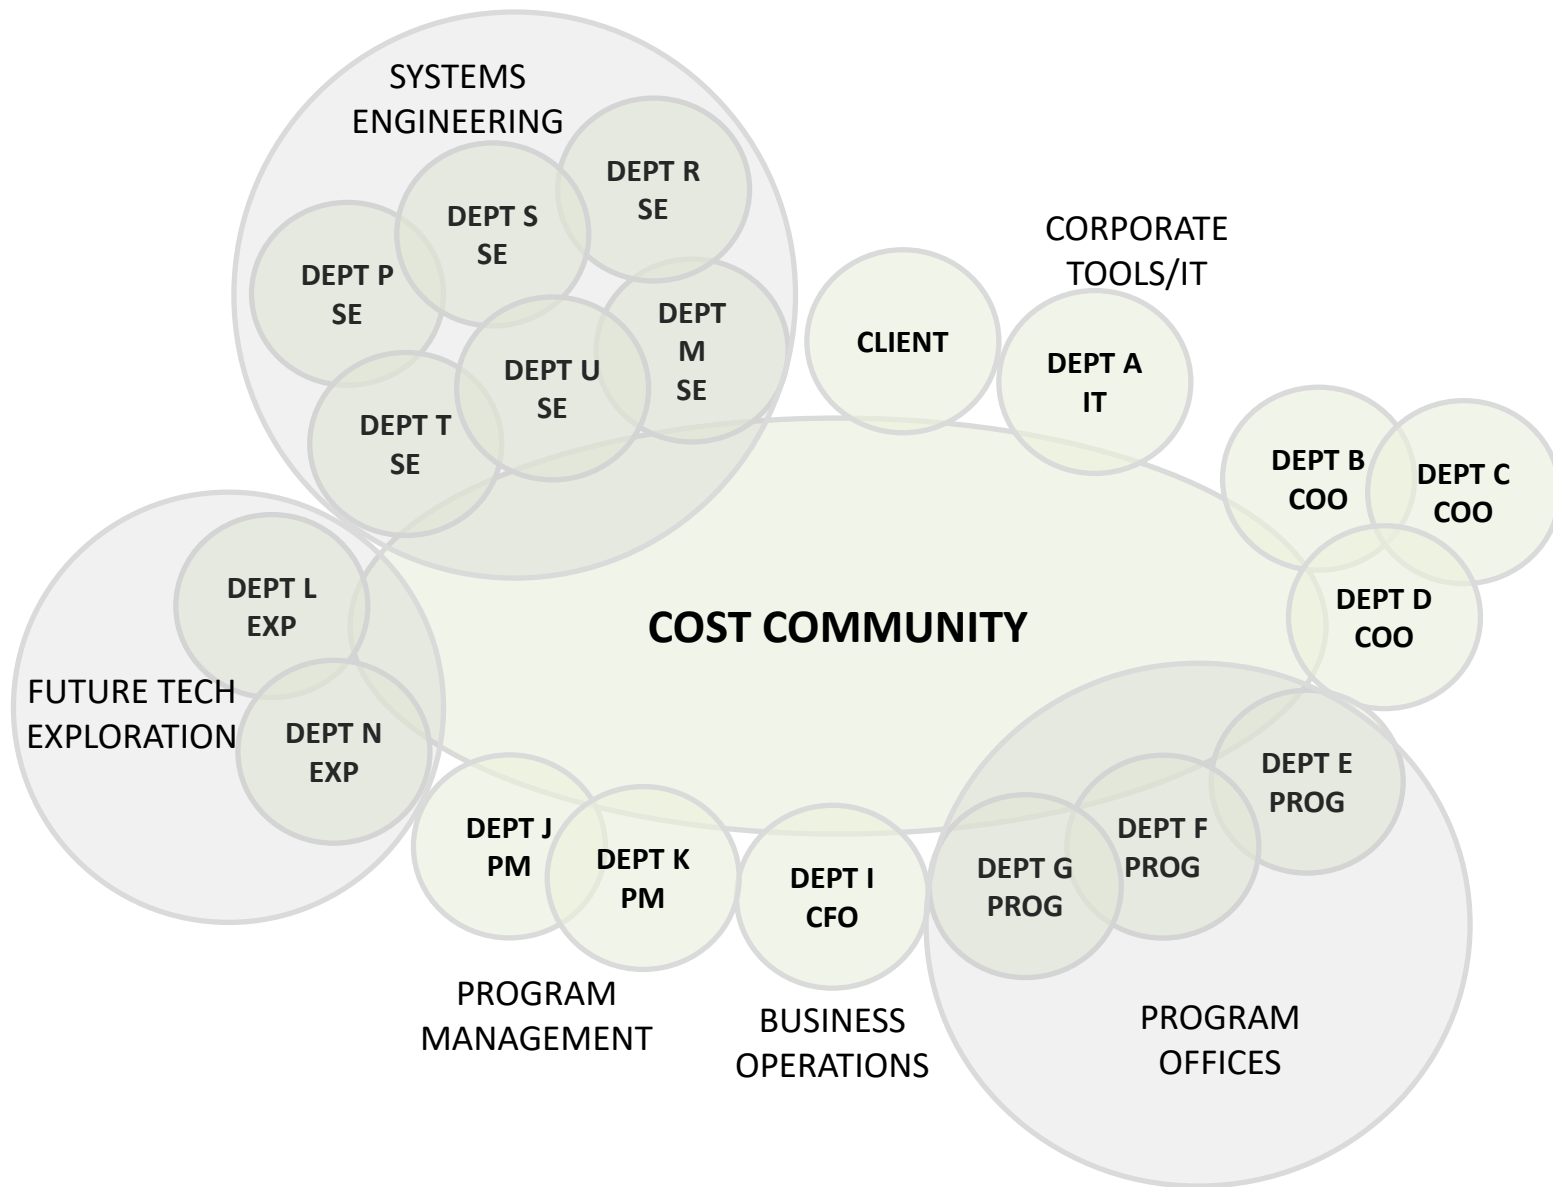 SYSTEMS
ENGINEERING
DEPT R
SE
DEPT S
SE
DEPT P
SE
DEPT
M
SE
DEPT U
SE
DEPT T
SE
CORPORATE
TOOLS/IT
CLIENT
DEPT A
IT
DEPT B
COO
DEPT C
COO
DEPT D
COO
COST COMMUNITY
DEPT L
EXP
FUTURE TECH
EXPLORATION
DEPT N
EXP
DEPT J
PM
DEPT K
PM
PROGRAM
MANAGEMENT
DEPT I
CFO
BUSINESS
OPERATIONS
DEPT E
PROG
DEPT F
PROG
DEPT G
PROG
PROGRAM
OFFICES